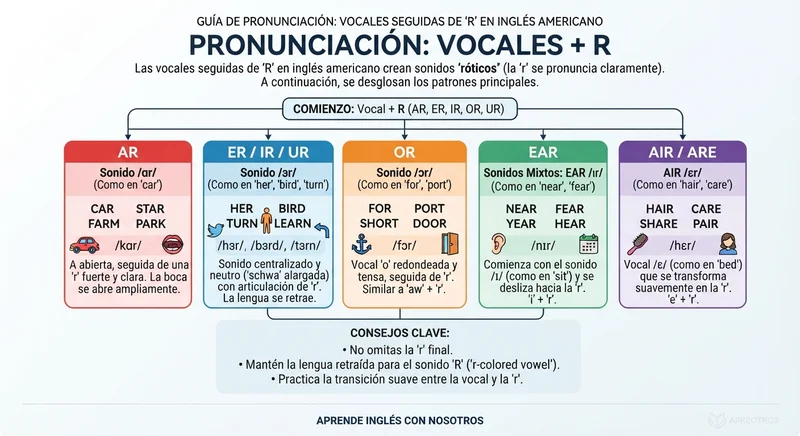 GUÍA DE PRONUNCIACIÓN: VOCALES SEGUIDAS DE 'R' EN INGLÉS AMERICANO
PRONUNCIACIÓN: VOCALES + R
Las vocales seguidas de 'R' en inglés americano crean sonidos 'róticos' (la 'r' se pronuncia claramente).
A continuación, se desglosan los patrones principales.
COMIENZO: Vocal + R (AR, ER, IR, OR, UR)
AR
Sonido /ɑr/
(Como en 'car')
CAR STAR
FARM PARK
/kɑr/
A abierta, seguida de una
'r' fuerte y clara. La boca
se abre ampliamente.
ER / IR / UR
Sonido /ɜr/
(Como en 'her', 'bird', 'turn')
HER BIRD
TURN LEARN
/hɜr/, /bɜrd/, /tɜrn/
Sonido centralizado y
neutro ('schwa' alargada)
con articulación de 'r'.
La lengua se retrae.
OR
Sonido /ɔr/
(Como en 'for', 'port')
FOR PORT
SHORT DOOR
/fɔr/
Vocal 'o' redondeada y
tensa, seguida de 'r'.
Similar a 'aw' + 'r'.
EAR
Sonidos Mixtos: EAR /ɪr/
(Como en 'near', 'fear')
NEAR FEAR
YEAR HEAR
/nɪr/
Comienza con el sonido
/ɪ/ (como en 'sit') y se
desliza hacia la 'r'.
'i' + 'r'.
AIR / ARE
AIR /ɛr/
(Como en 'hair', 'care')
HAIR CARE
SHARE PAIR
/hɛr/
Vocal /ɛ/ (como en 'bed')
que se transforma
suavemente en la 'r'.
'e' + 'r'.
CONSEJOS CLAVE:
• No omitas la 'r' final.
• Mantén la lengua retraída para el sonido 'R' ('r-colored vowel').
• Practica la transición suave entre la vocal y la 'r'.
APRENDE INGLÉS CON NOSOTROS